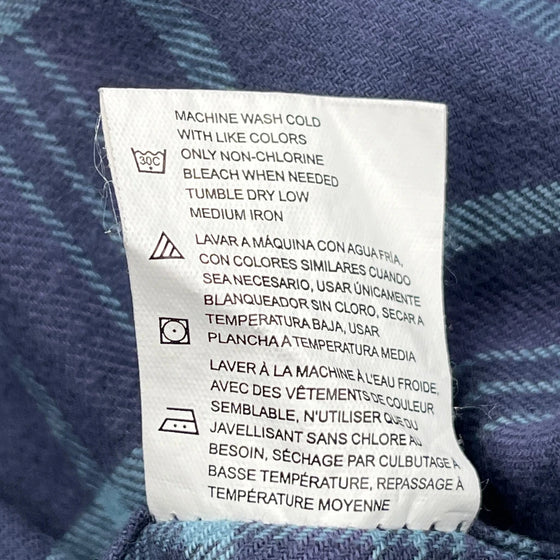 MACHINE WASH COLD
WITH LIKE COLORS
30C
ONLY NON-CHLORINE
BLEACH WHEN NEEDED
TUMBLE DRY LOW
MEDIUM IRON
LAVAR A MÁQUINA CON AGUA FRIA,
CON COLORES SIMILARES CUANDO
SEA NECESARIO, USAR ÚNICAMENTE
BLANQUEADOR SIN CLORO, SECAR A
TEMPERATURA BAJA, USAR
PLANCHA À TEMPERATURA MEDIA
LAVER À LA MACHINE À L'EAU FROIDE,
AVEC DES VÊTEMENTS DE COULEUR
SEMBLABLE, N'UTILISER QUE DU
JAVELLISANT SANS CHLORE AU
BESOIN, SÉCHAGE PAR CULBUTAGE À
BASSE TEMPÉRATURE, REPASSAGE À
TEMPÉRATURE MOYENNE